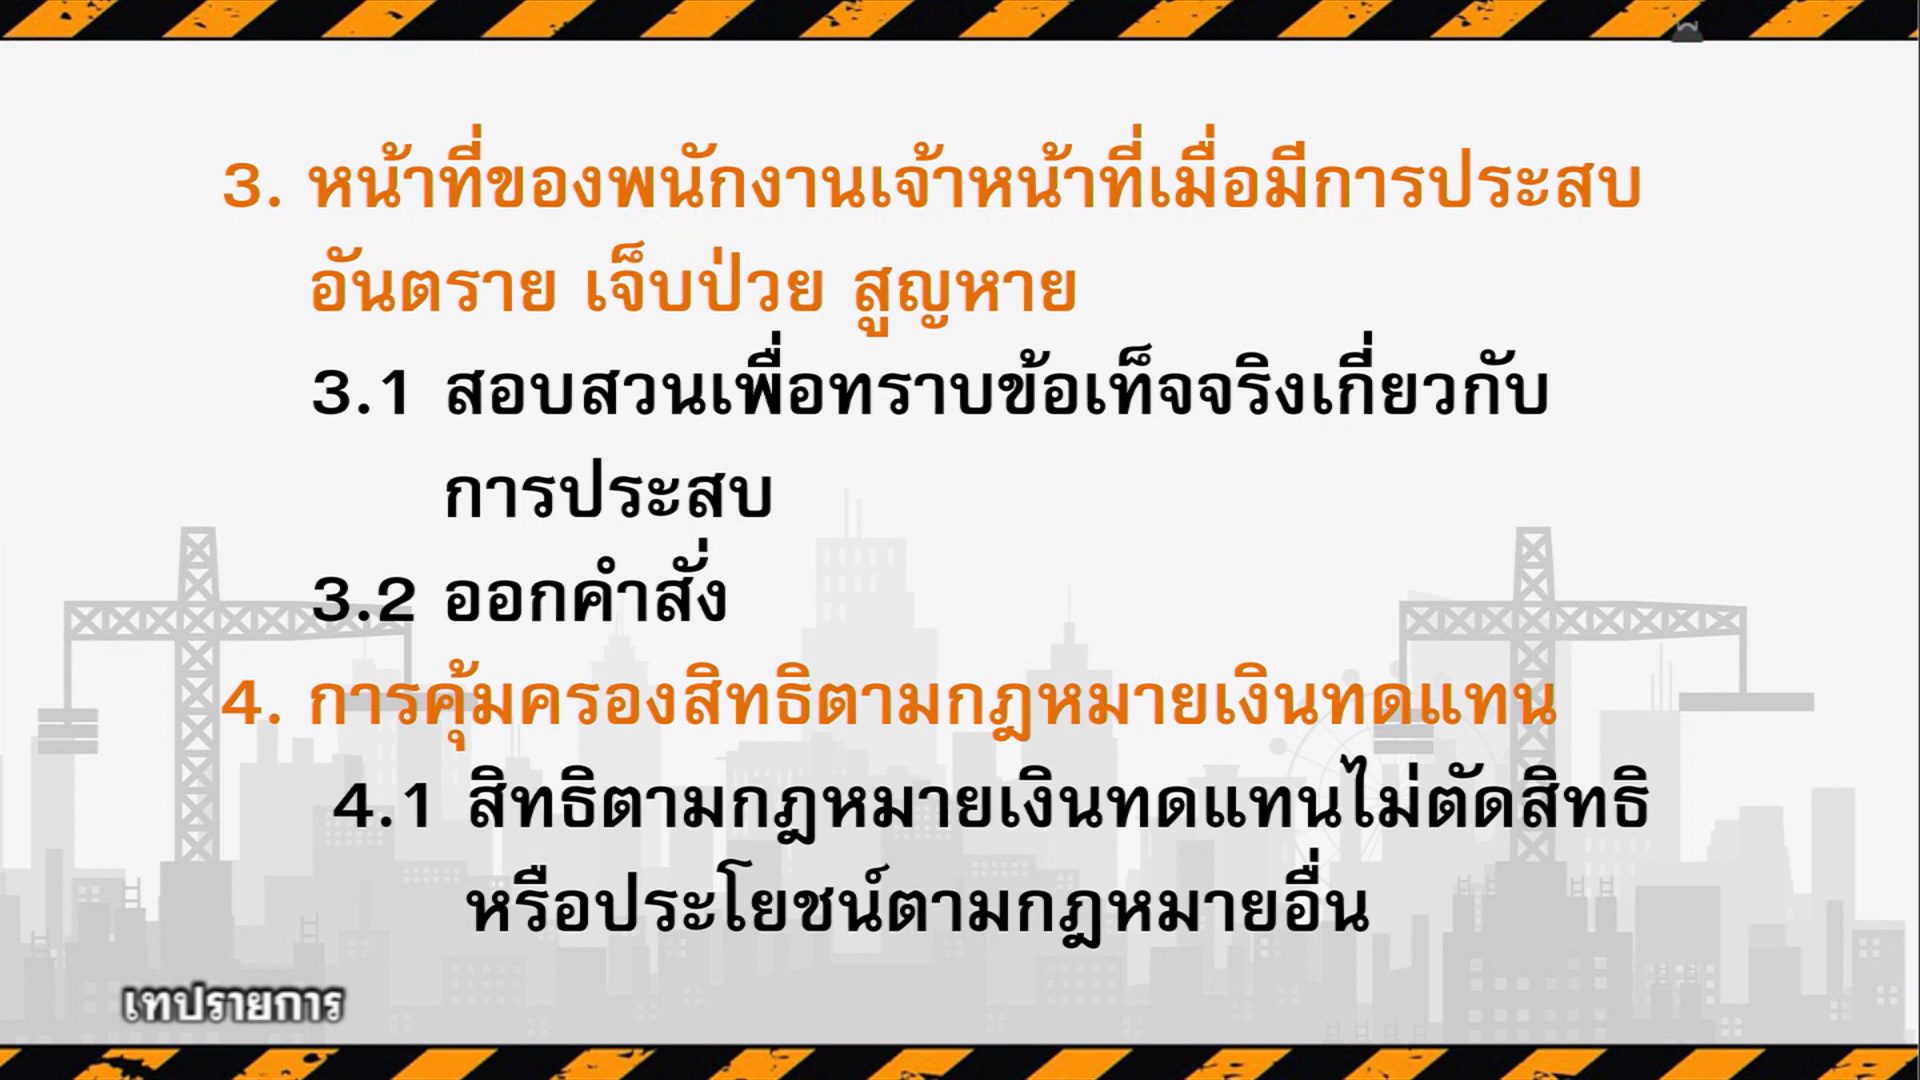 3. หน้าที่ของพนักงานเจ้าหน้าที่เมื่อมีการประสบ
อันตราย เจ็บป่วย สูญหาย
3.1 สอบสวนเพื่อทราบข้อเท็จจริงเกี่ยวกับ
การประสบ
3.2 ออกคำสั่ง
4. การคุ้มครองสิทธิตามกฎหมายเงินทดแทน
4.1 สิทธิตามกฎหมายเงินทดแทนไม่ตัดสิทธิ
หรือประโยชน์ตามกฎหมายอื่น
เทปรายการ